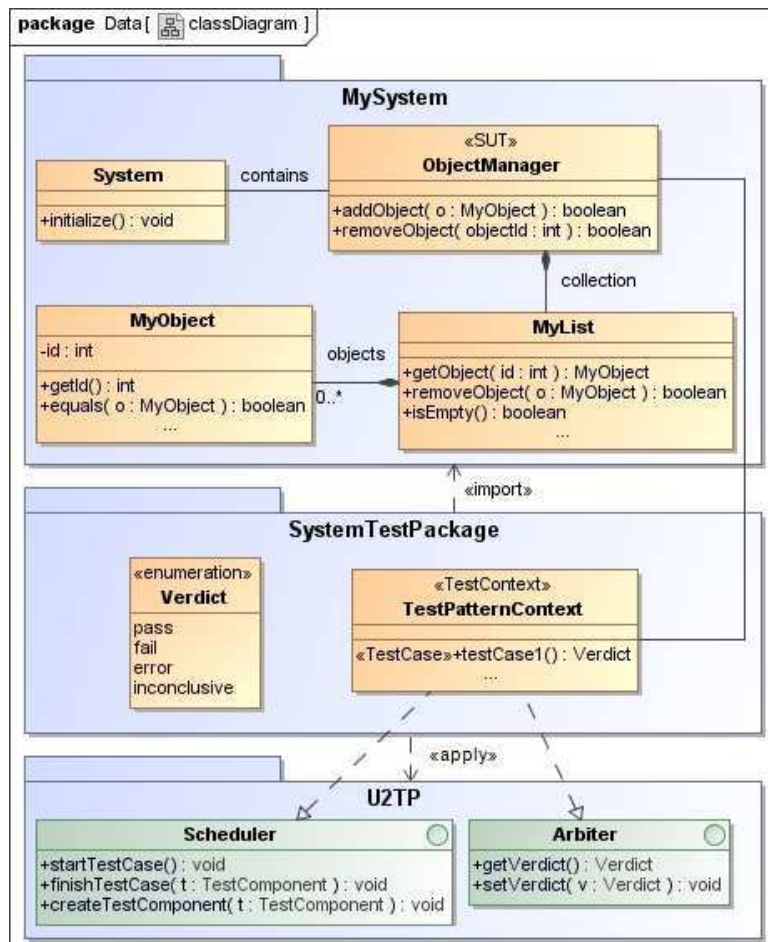 package Data[ classDiagram ]
MySystem
System
+initialize() : void
contains
«SUT»
ObjectManager
+addObject( o : MyObject ) : boolean
+removeObject( objectId : int ) : boolean
collection
MyObject
-id : int
+getId() : int
+equals( o : MyObject ) : boolean
...
objects
0..*
MyList
+getObject( id : int ) : MyObject
+removeObject( o : MyObject ) : boolean
+isEmpty() : boolean
...
«import»
SystemTestPackage
«enumeration»
Verdict
pass
fail
error
inconclusive
«TestContext»
TestPatternContext
«TestCase»+testCase1() : Verdict
...
«apply»
U2TP
Scheduler
+startTestCase() : void
+finishTestCase( t : TestComponent ) : void
+createTestComponent( t : TestComponent ) : void
Arbiter
+getVerdict() : Verdict
+setVerdict( v : Verdict ) : void